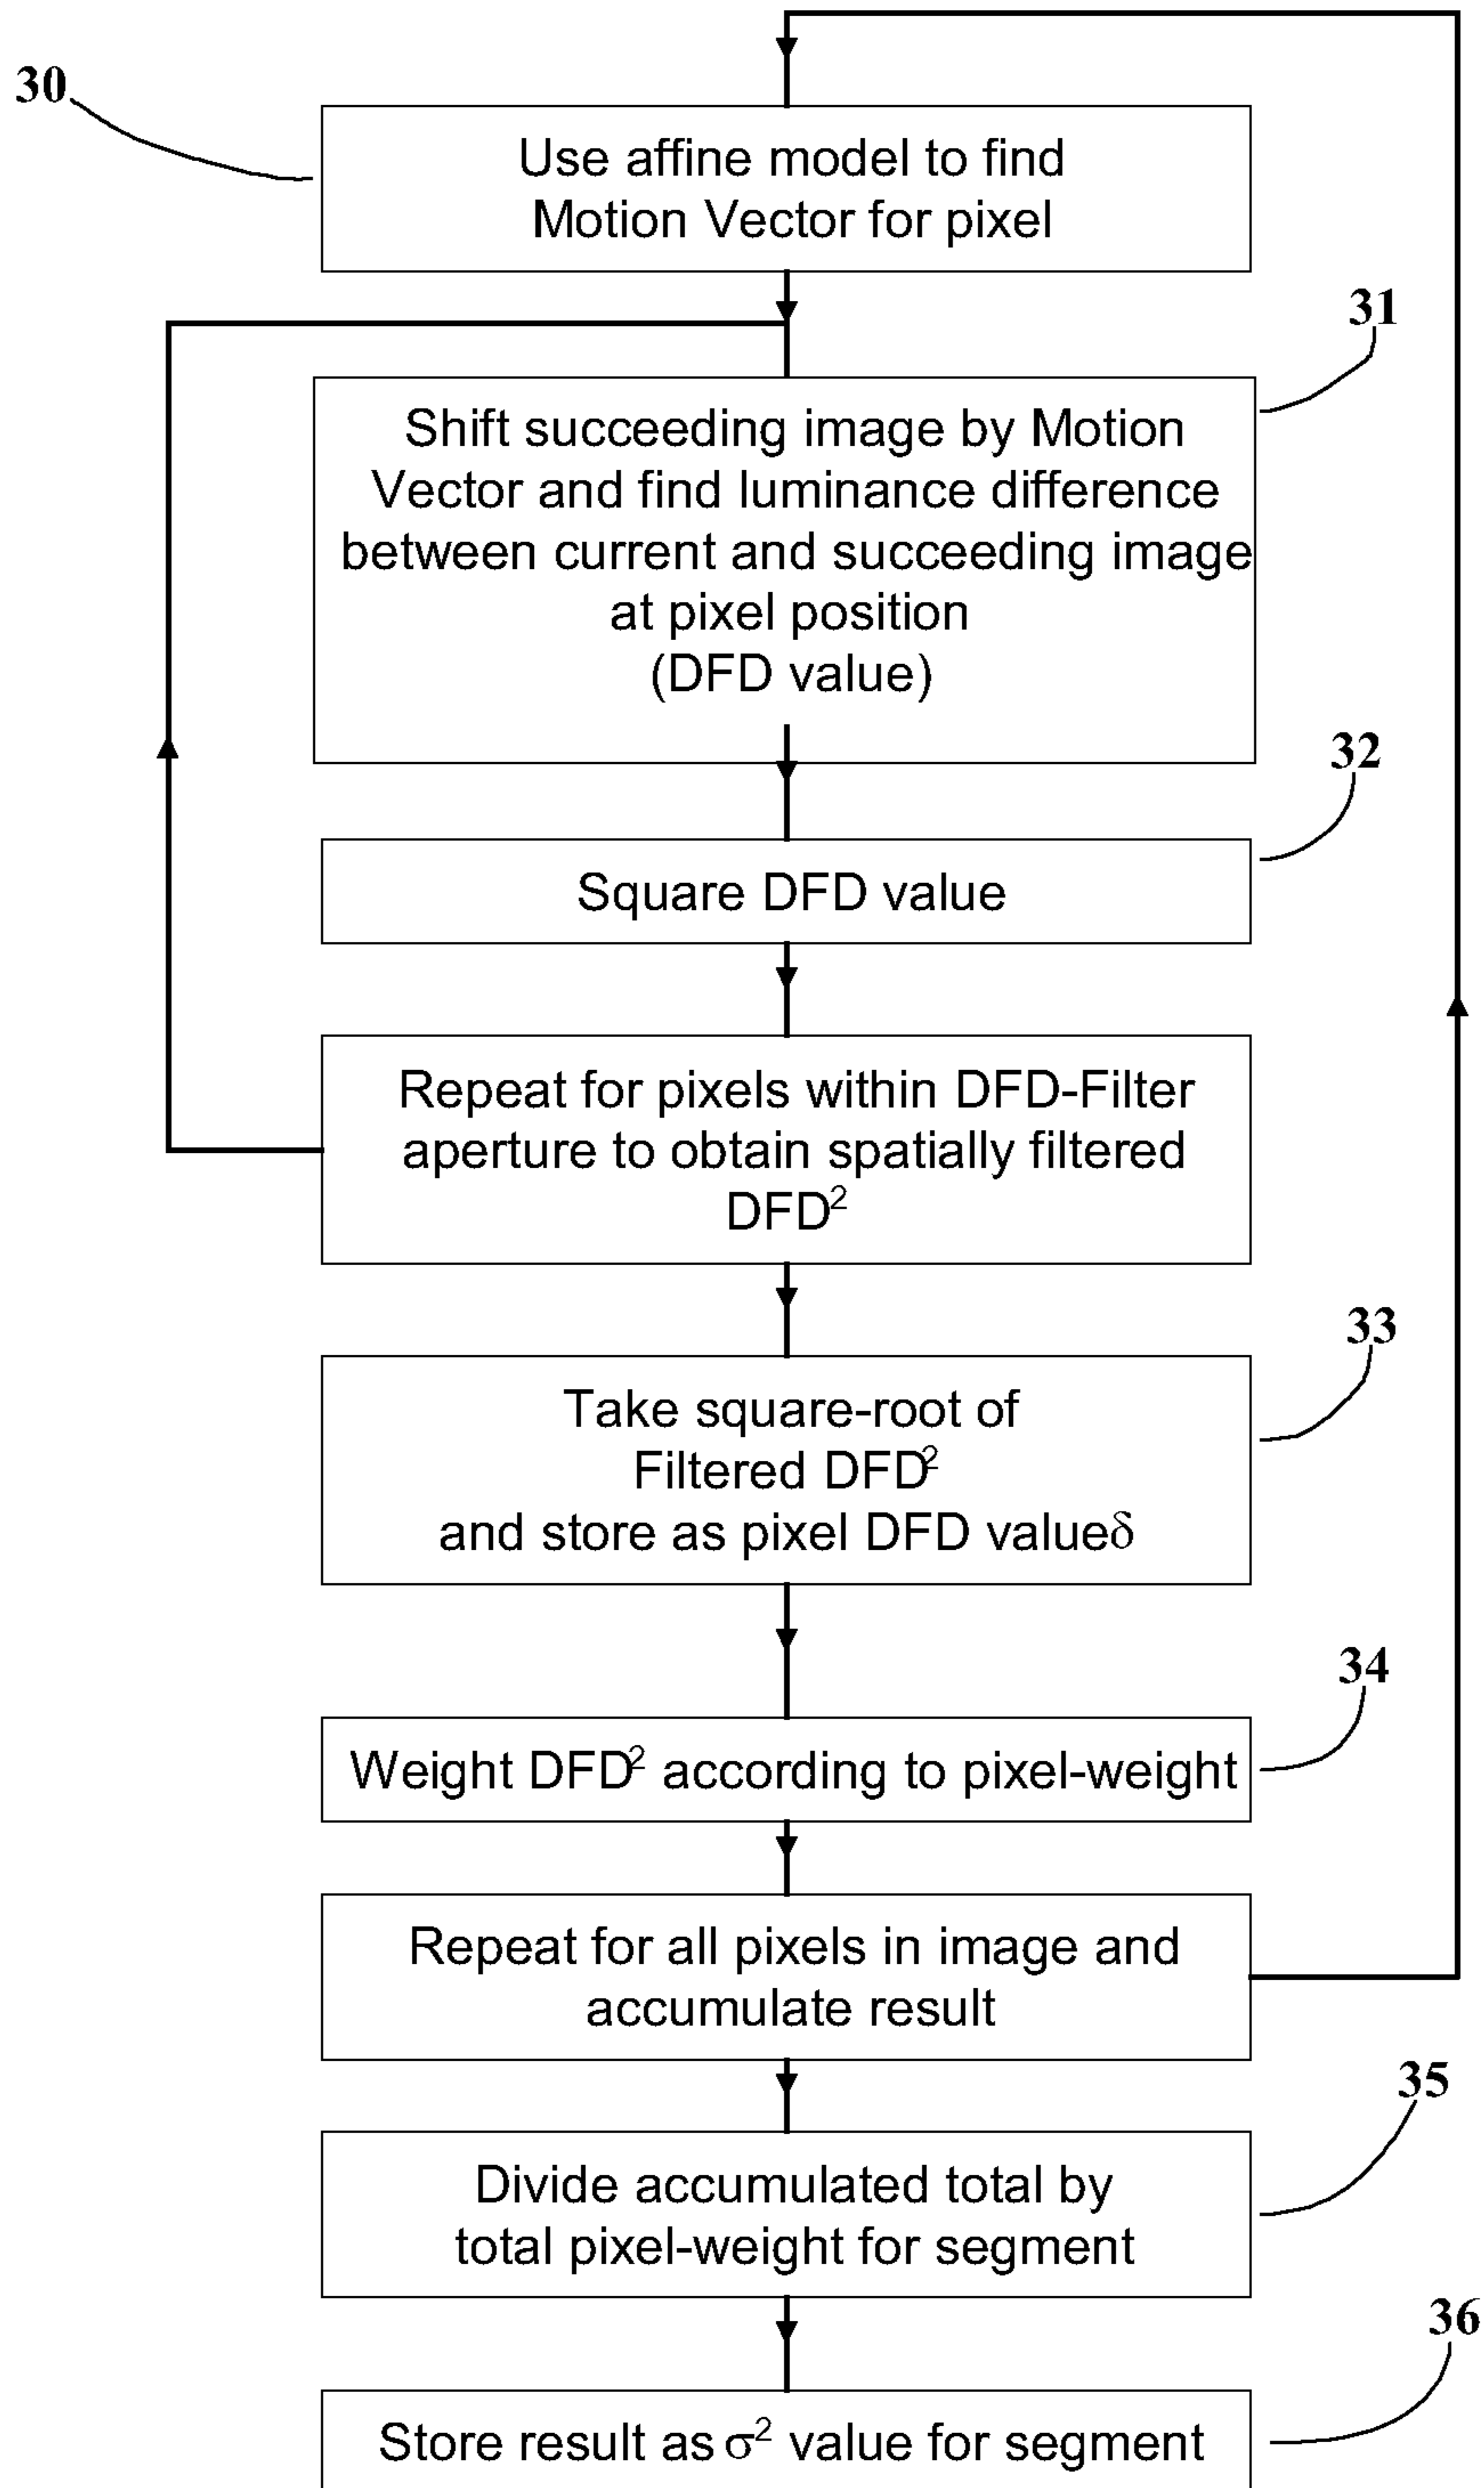 30
Use affine model to find
Motion Vector for pixel
31
Shift succeeding image by Motion
Vector and find luminance difference
between current and succeeding image
at pixel position
(DFD value)
32
Square DFD value
Repeat for pixels within DFD-Filter
aperture to obtain spatially filtered
DFD²
33
Take square-root of
Filtered DFD²
and store as pixel DFD valueδ
34
Weight DFD² according to pixel-weight
Repeat for all pixels in image and
accumulate result
35
Divide accumulated total by
total pixel-weight for segment
36
Store result as σ² value for segment